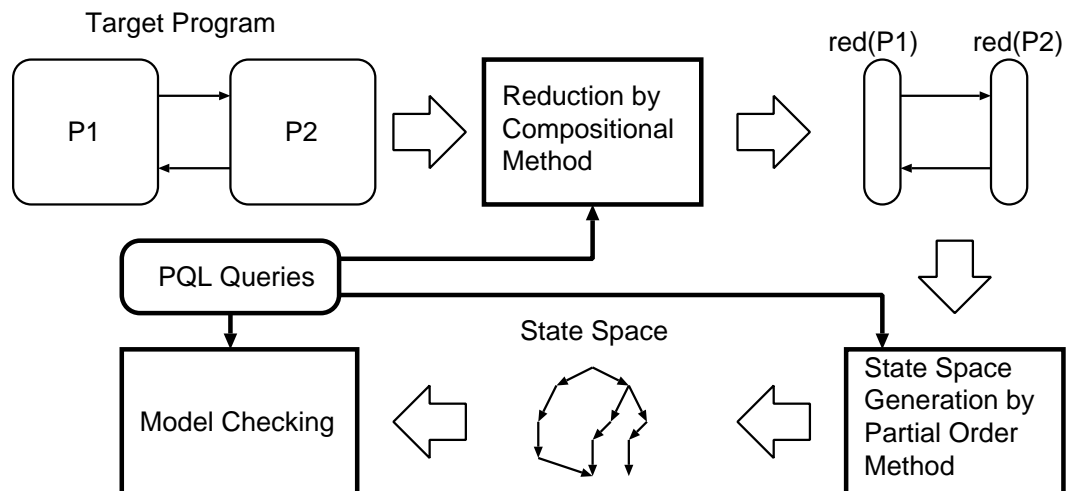 Target Program
P1
P2
Reduction by
Compositional
Method
red(P1)
red(P2)
PQL Queries
State Space
Model Checking
State Space
Generation by
Partial Order
Method